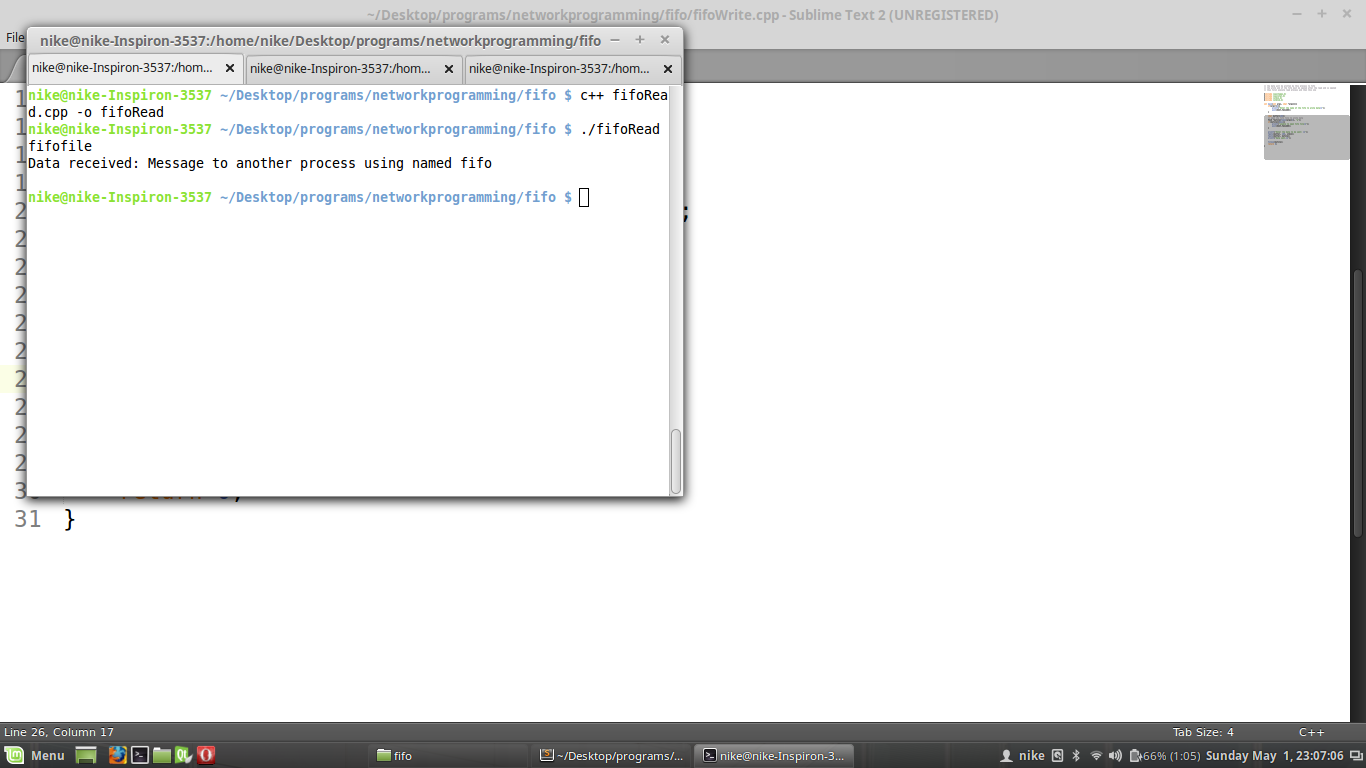 ~/Desktop/programs/networkprogramming/fifo/fifoWrite.cpp - Sublime Text 2 (UNREGISTERED)
File
nike@nike-Inspiron-3537:/home/nike/Desktop/programs/networkprogramming/fifo
nike@nike-Inspiron-3537:/hom...
nike@nike-Inspiron-3537:/hom...
nike@nike-Inspiron-3537:/hom...
nike@nike-Inspiron-3537 ~/Desktop/programs/networkprogramming/fifo $ c++ fifoRea
d.cpp -o fifoRead
nike@nike-Inspiron-3537 ~/Desktop/programs/networkprogramming/fifo $ ./fifoRead
fifofile
Data received: Message to another process using named fifo
nike@nike-Inspiron-3537 ~/Desktop/programs/networkprogramming/fifo $
;
31 }
Line 26, Column 17
Tab Size: 4
C++
Menu
fifo
~/Desktop/programs/...
nike@nike-Inspiron-3...
nike
66% (1:05)
Sunday May 1, 23:07:06